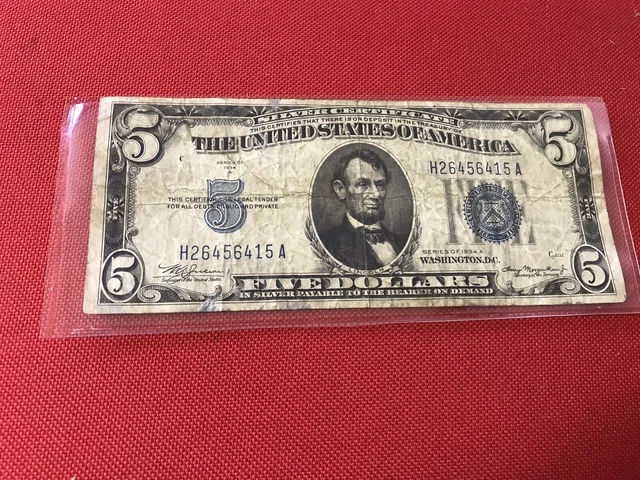 SILVER CERTIFICATE
5 THIS CERTIFIES THAT THERE IS ON DEPOSIT IN THE TREASURY OF 5
THE UNITED STATES OF AMERICA
C
SERIES OF
1934
H26456415A
5
THIS CERTIFICATE IS LEGAL TENDER
FOR ALL DEBTS PUBLIC AND PRIVATE
FIVE
H26456415A
SERIES OF 1934 A
WASHINGTON, D.C.
LINCOLN
5 FIVE DOLLARS 5
IN SILVER PAYABLE TO THE BEARER ON DEMAND